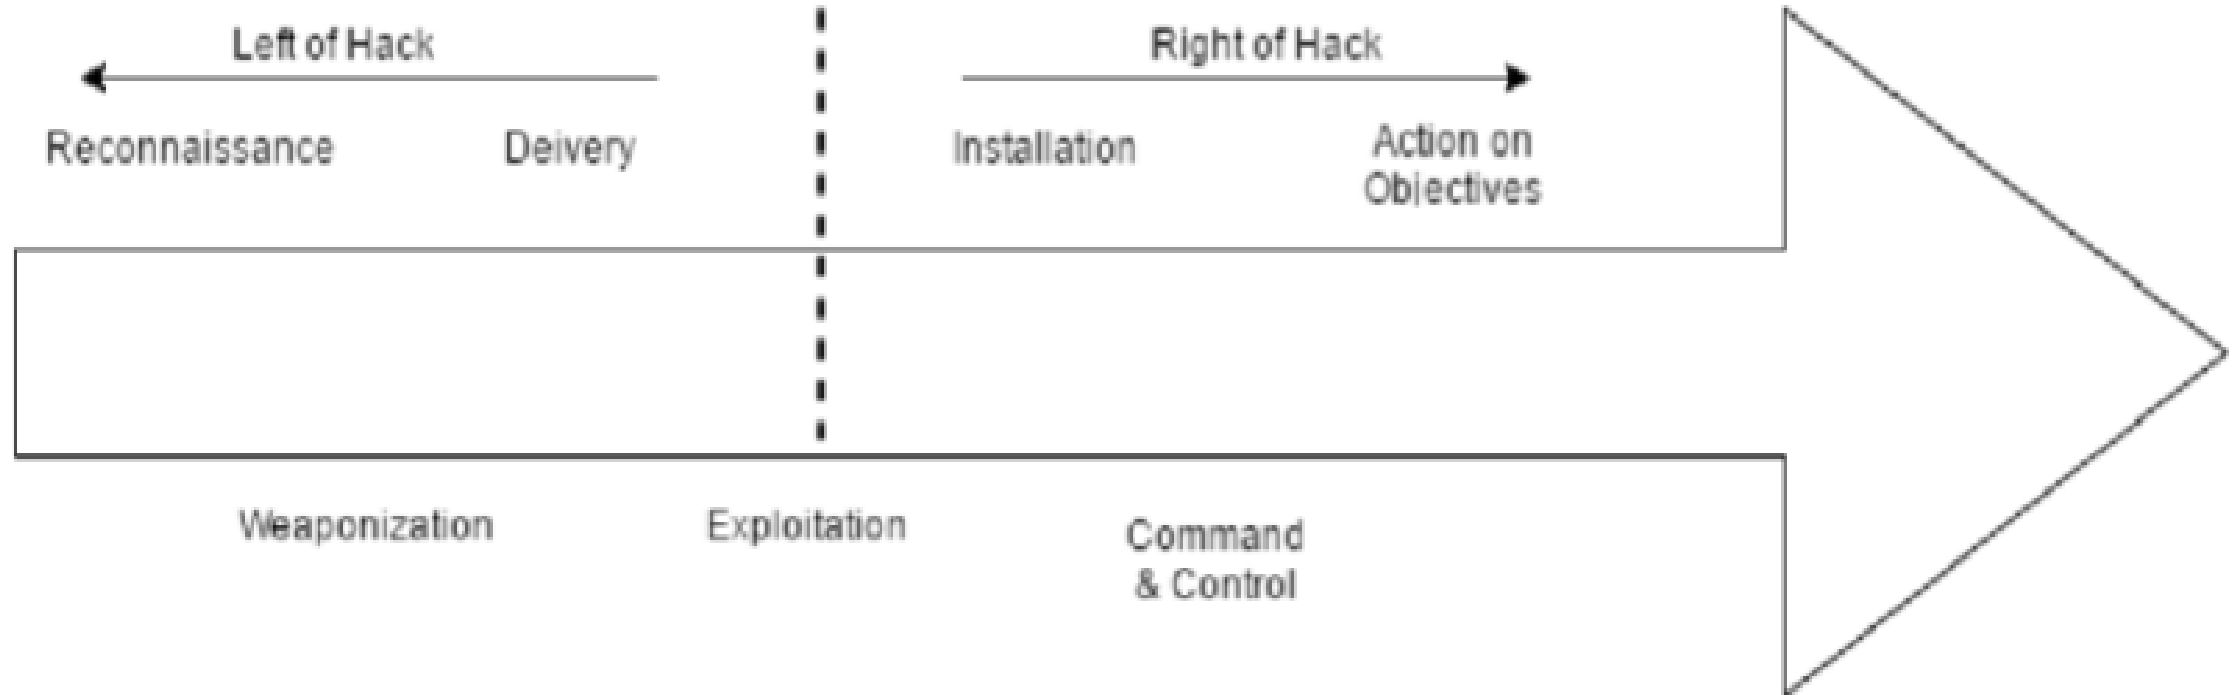 Left of Hack
Right of Hack
Reconnaissance
Deivery
Installation
Action on
Objectives
Weaponization
Exploitation
Command
& Control